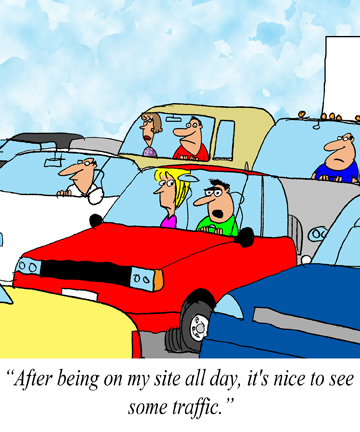 “After being on my site all day, it's nice to see
some traffic.”